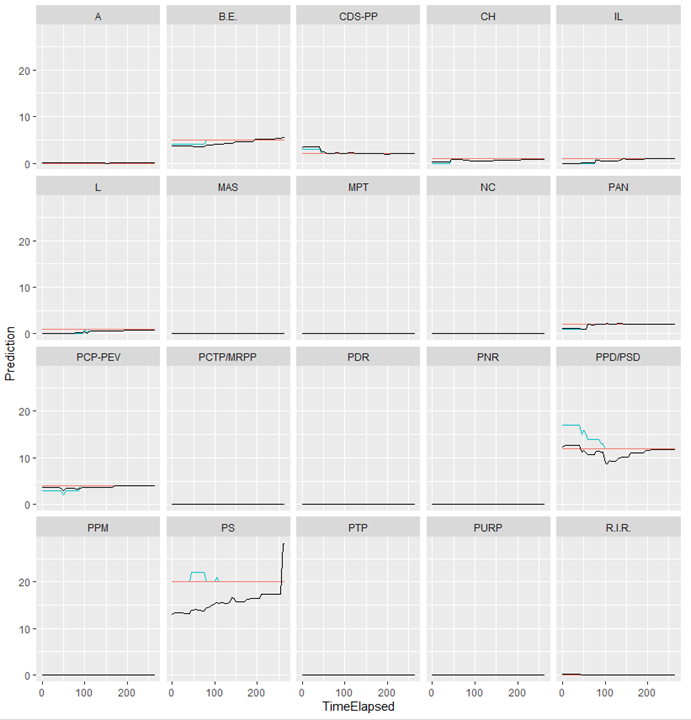 A B.E. CDS-PP CH IL
20
10
0
L MAS MPT NC PAN
20
10
0
PCP-PEV PCTP/MRPP PDR PNR PPD/PSD
20
10
0
PPM PS PTP PURP R.I.R.
20
10
0
0 100 200 0 100 200 0 100 200 0 100 200 0 100 200
TimeElapsed
Prediction